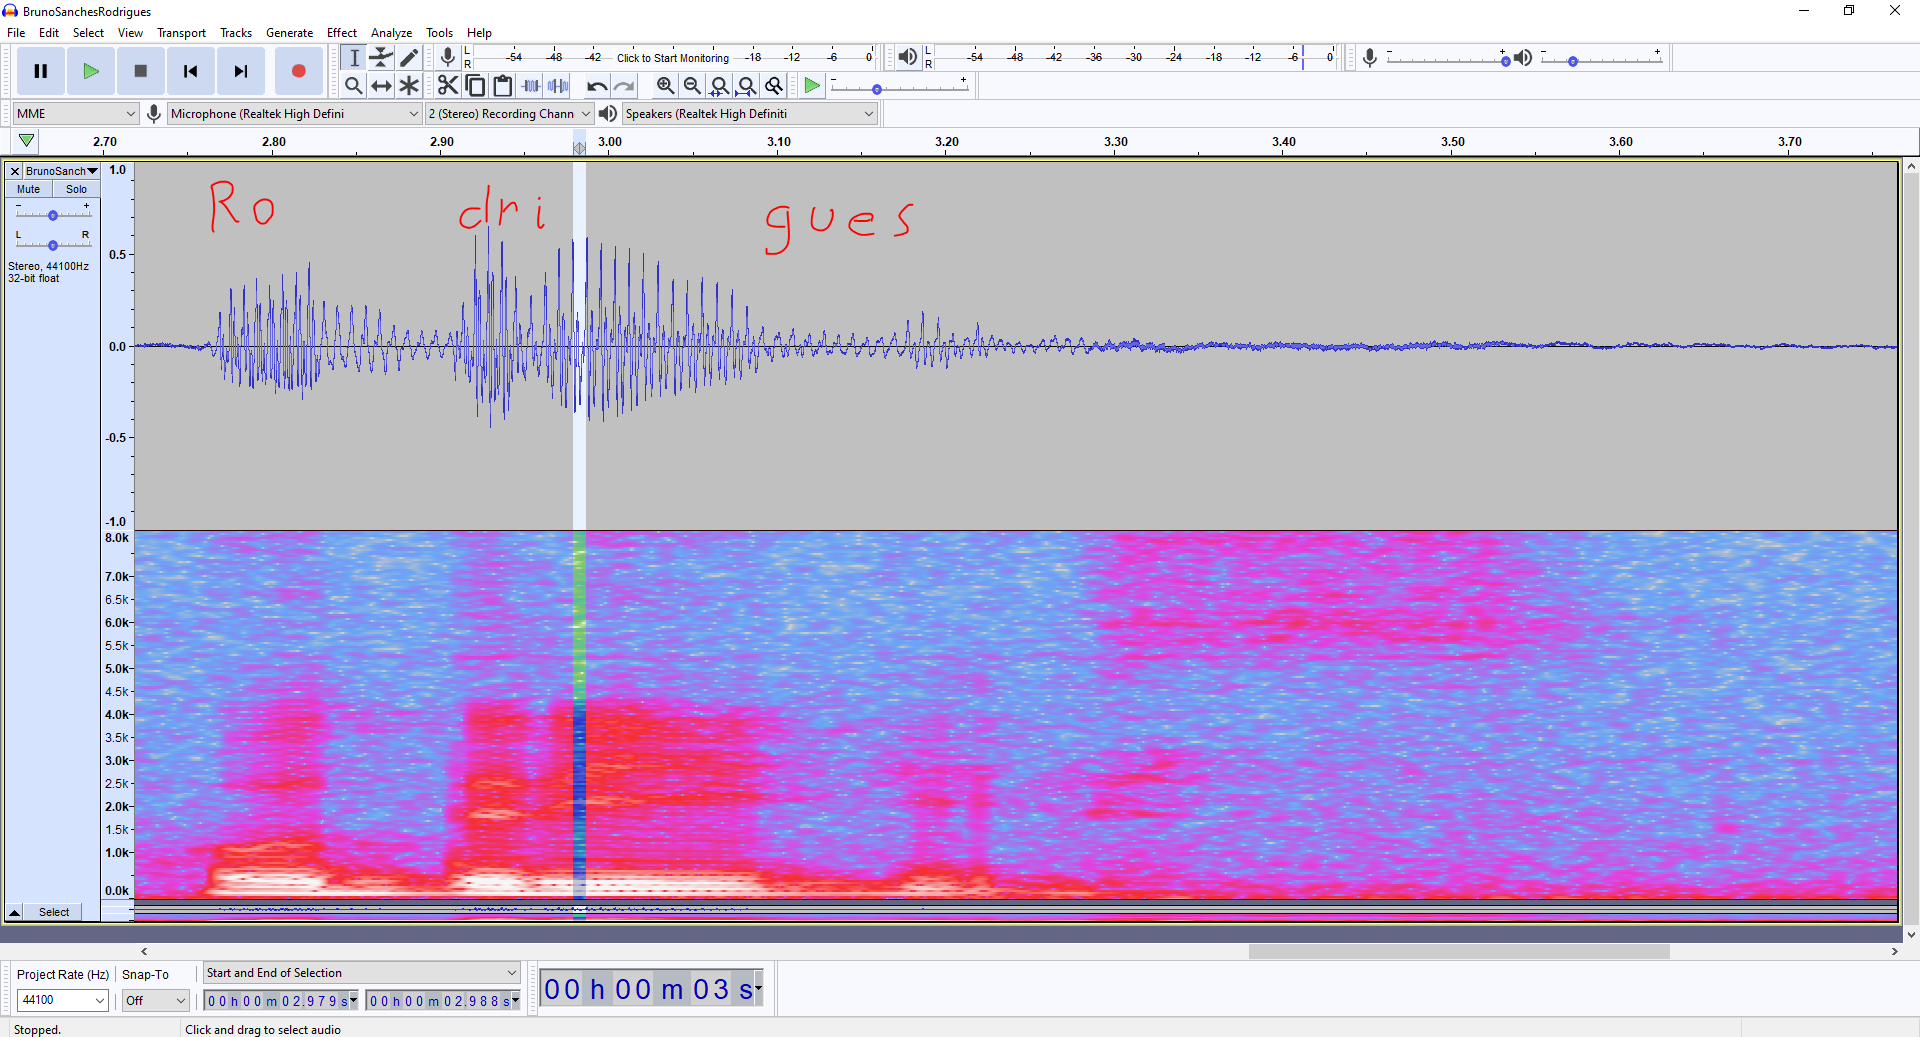 BrunoSanchesRodrigues
File Edit Select View Transport Tracks Generate Effect Analyze Tools Help
L R -54 -48 -42 Click to Start Monitoring -18 -12 -6 0
L R -54 -48 -42 -36 -30 -24 -18 -12 -6 0
- +
- +
- +
MME
Microphone (Realtek High Defini
2 (Stereo) Recording Chann
Speakers (Realtek High Definiti
2.70 2.80 2.90 3.00 3.10 3.20 3.30 3.40 3.50 3.60 3.70
BrunoSanch
Mute Solo
- +
L R
Stereo, 44100Hz
32-bit float
1.0
0.5
0.0
-0.5
-1.0
Ro dri gues
8.0k
7.0k
6.5k
6.0k
5.5k
5.0k
4.5k
4.0k
3.5k
3.0k
2.5k
2.0k
1.5k
1.0k
0.0k
Select
Project Rate (Hz) Snap-To Start and End of Selection
44100 Off 00 h 00 m 02.979 s 00 h 00 m 02.988 s
00 h 00 m 03 s
Stopped. Click and drag to select audio